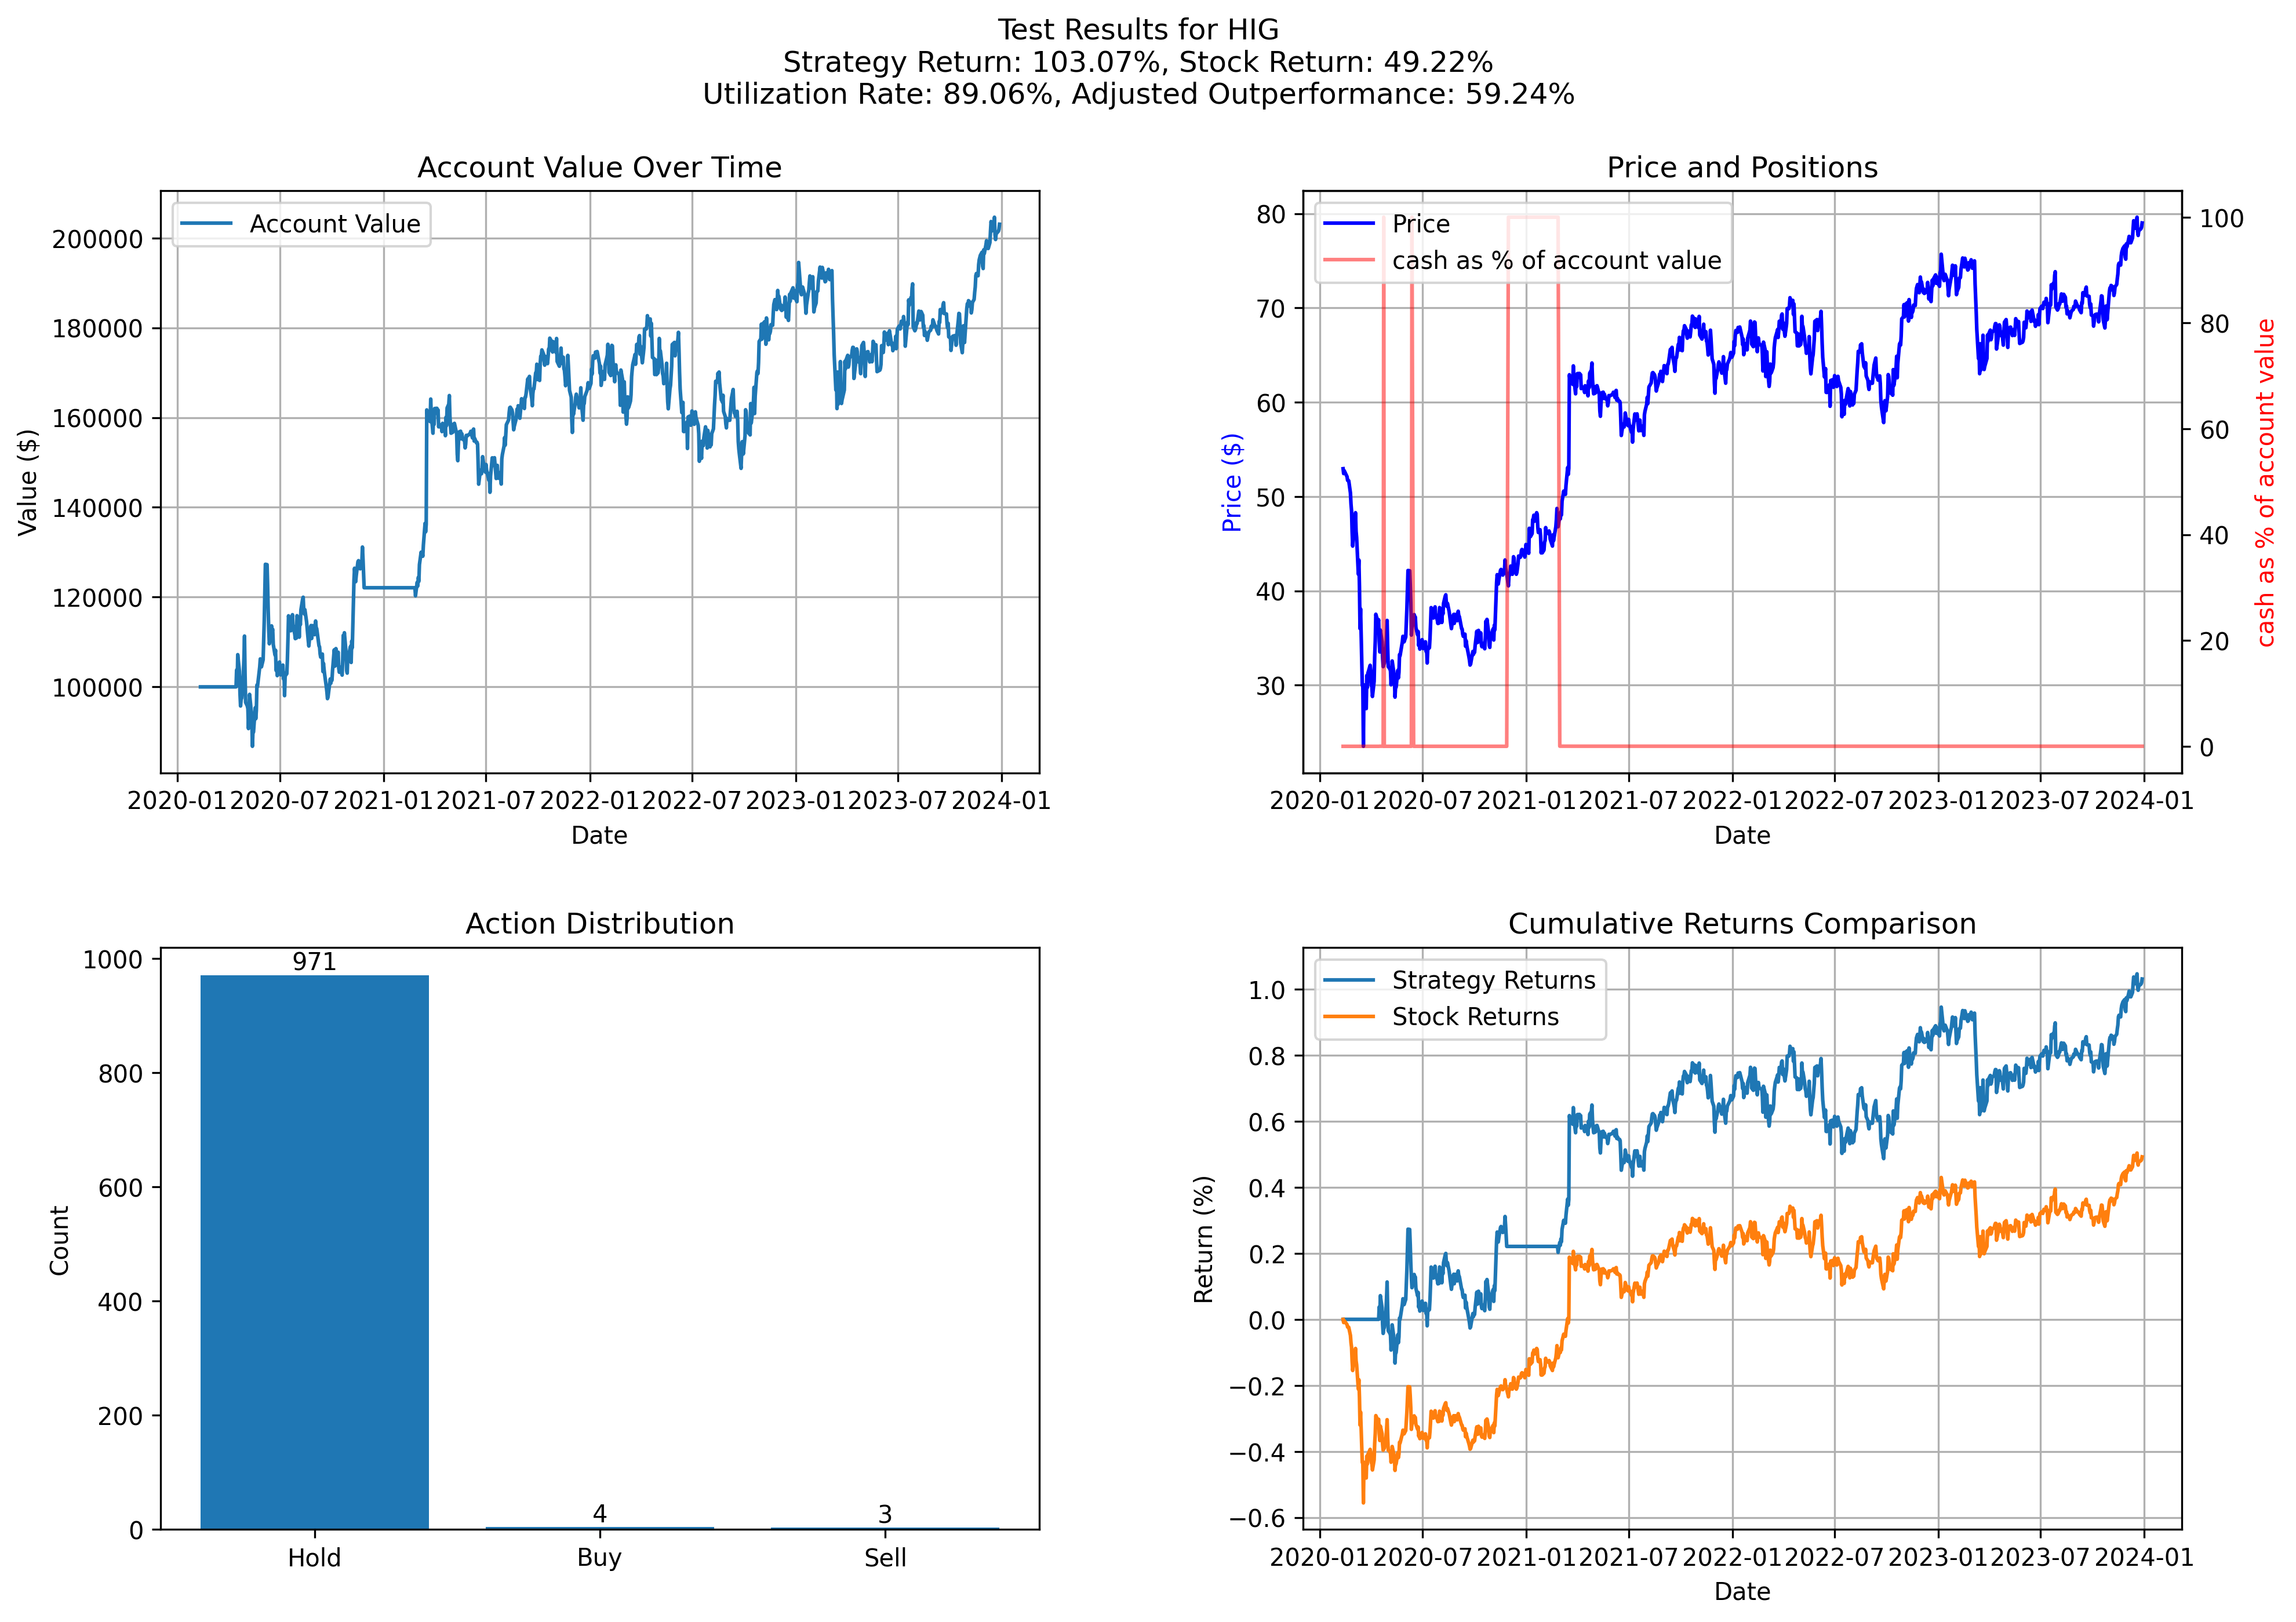 Test Results for HIG
Strategy Return: 103.07%, Stock Return: 49.22%
Utilization Rate: 89.06%, Adjusted Outperformance: 59.24%
Account Value Over Time
Account Value
200000
180000
160000
140000
120000
100000
Value ($)
2020-01 2020-07 2021-01 2021-07 2022-01 2022-07 2023-01 2023-07 2024-01
Date
Price and Positions
Price
cash as % of account value
80
70
60
50
40
30
Price ($)
100
80
60
40
20
0
cash as % of account value
2020-01 2020-07 2021-01 2021-07 2022-01 2022-07 2023-01 2023-07 2024-01
Date
Action Distribution
1000
800
600
400
200
0
Count
971
4
3
Hold Buy Sell
Cumulative Returns Comparison
Strategy Returns
Stock Returns
1.0
0.8
0.6
0.4
0.2
0.0
−0.2
−0.4
−0.6
Return (%)
2020-01 2020-07 2021-01 2021-07 2022-01 2022-07 2023-01 2023-07 2024-01
Date